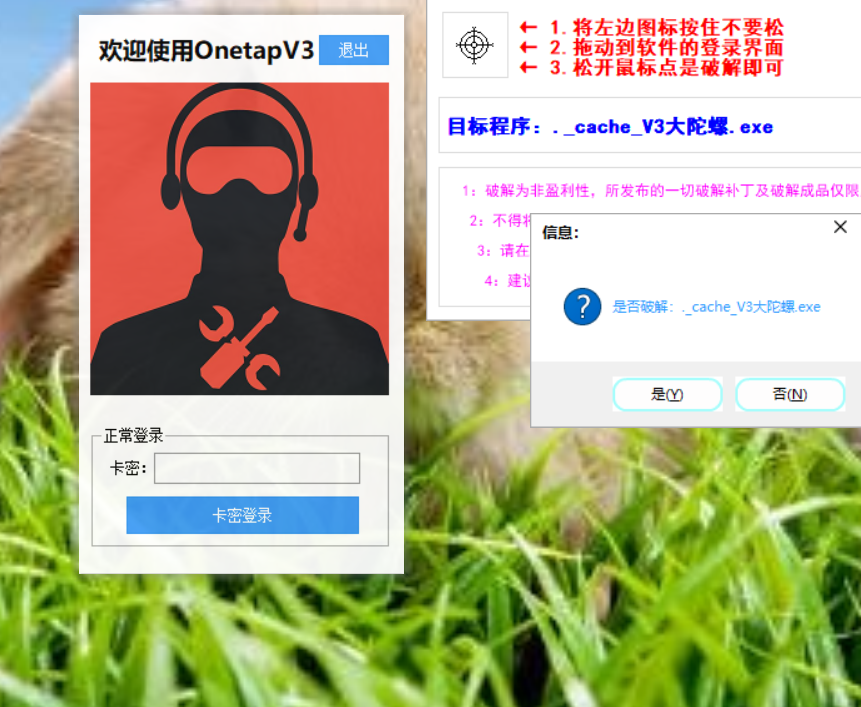 欢迎使用OnetapV3
退出
正常登录
卡密：
卡密登录
← 1.将左边图标按住不要松
← 2.拖动到软件的登录界面
← 3.松开鼠标点是破解即可
目标程序：._cache_V3大陀螺.exe
1：破解为非盈利性，所发布的一切破解补丁及破解成品仅限
2：不得
3：请在
4：建议
信息：
是否破解：._cache_V3大陀螺.exe
是(Y)
否(N)